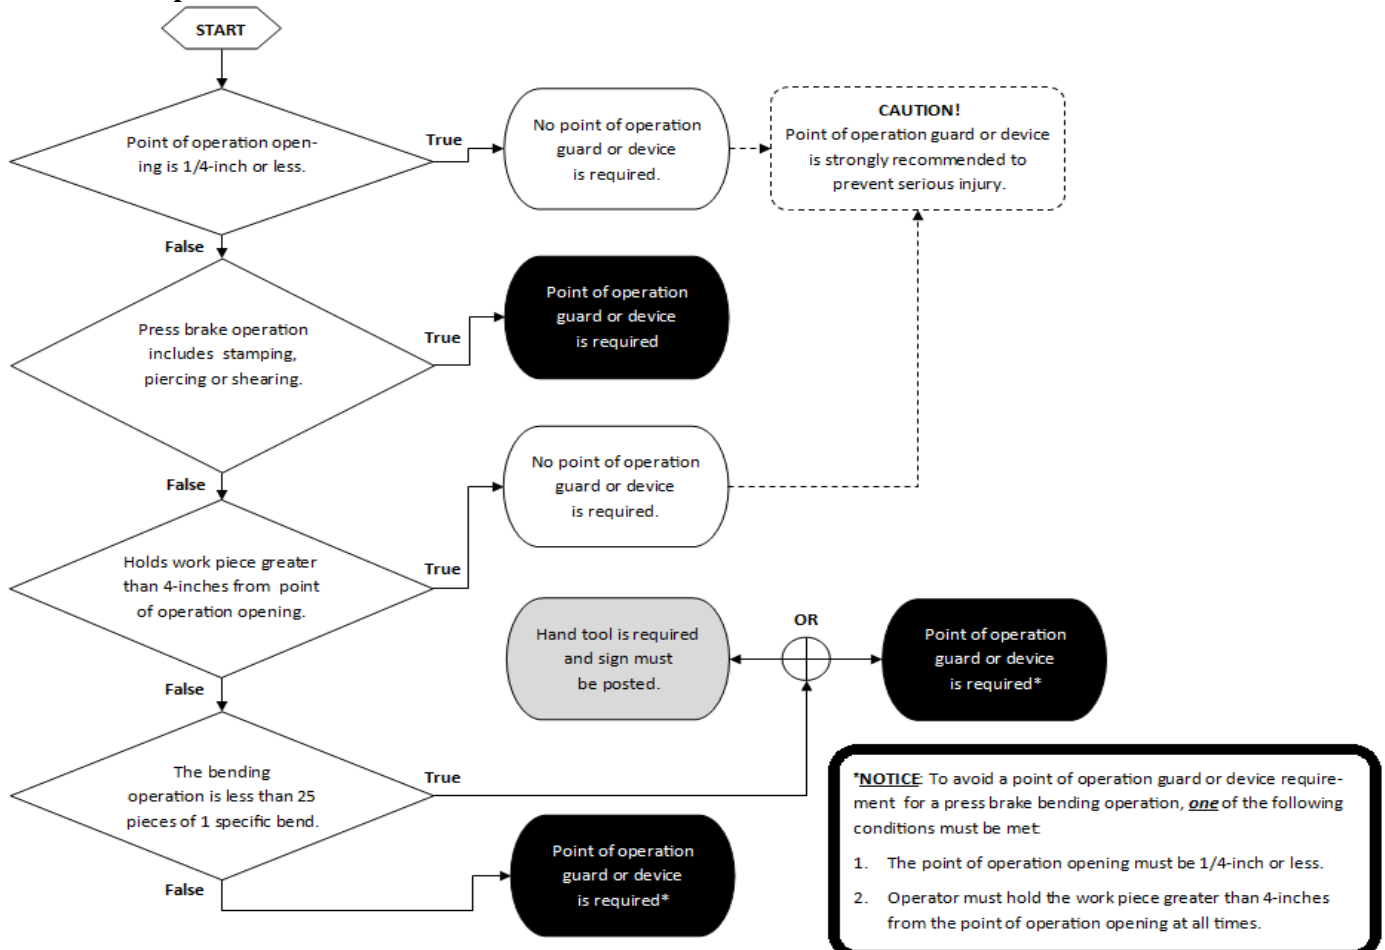 START
Point of operation open-
ing is 1/4-inch or less.
True
No point of operation
guard or device
is required.
CAUTION!
Point of operation guard or device
is strongly recommended to
prevent serious injury.
False
Press brake operation
includes stamping,
piercing or shearing.
True
Point of operation
guard or device
is required
False
Holds work piece greater
than 4-inches from point
of operation opening.
True
No point of operation
guard or device
is required.
False
The bending
operation is less than 25
pieces of 1 specific bend.
True
Hand tool is required
and sign must
be posted.
OR
Point of operation
guard or device
is required*
False
Point of operation
guard or device
is required*
*NOTICE: To avoid a point of operation guard or device require-
ment for a press brake bending operation, one of the following
conditions must be met:
1. The point of operation opening must be 1/4-inch or less.
2. Operator must hold the work piece greater than 4-inches
from the point of operation opening at all times.